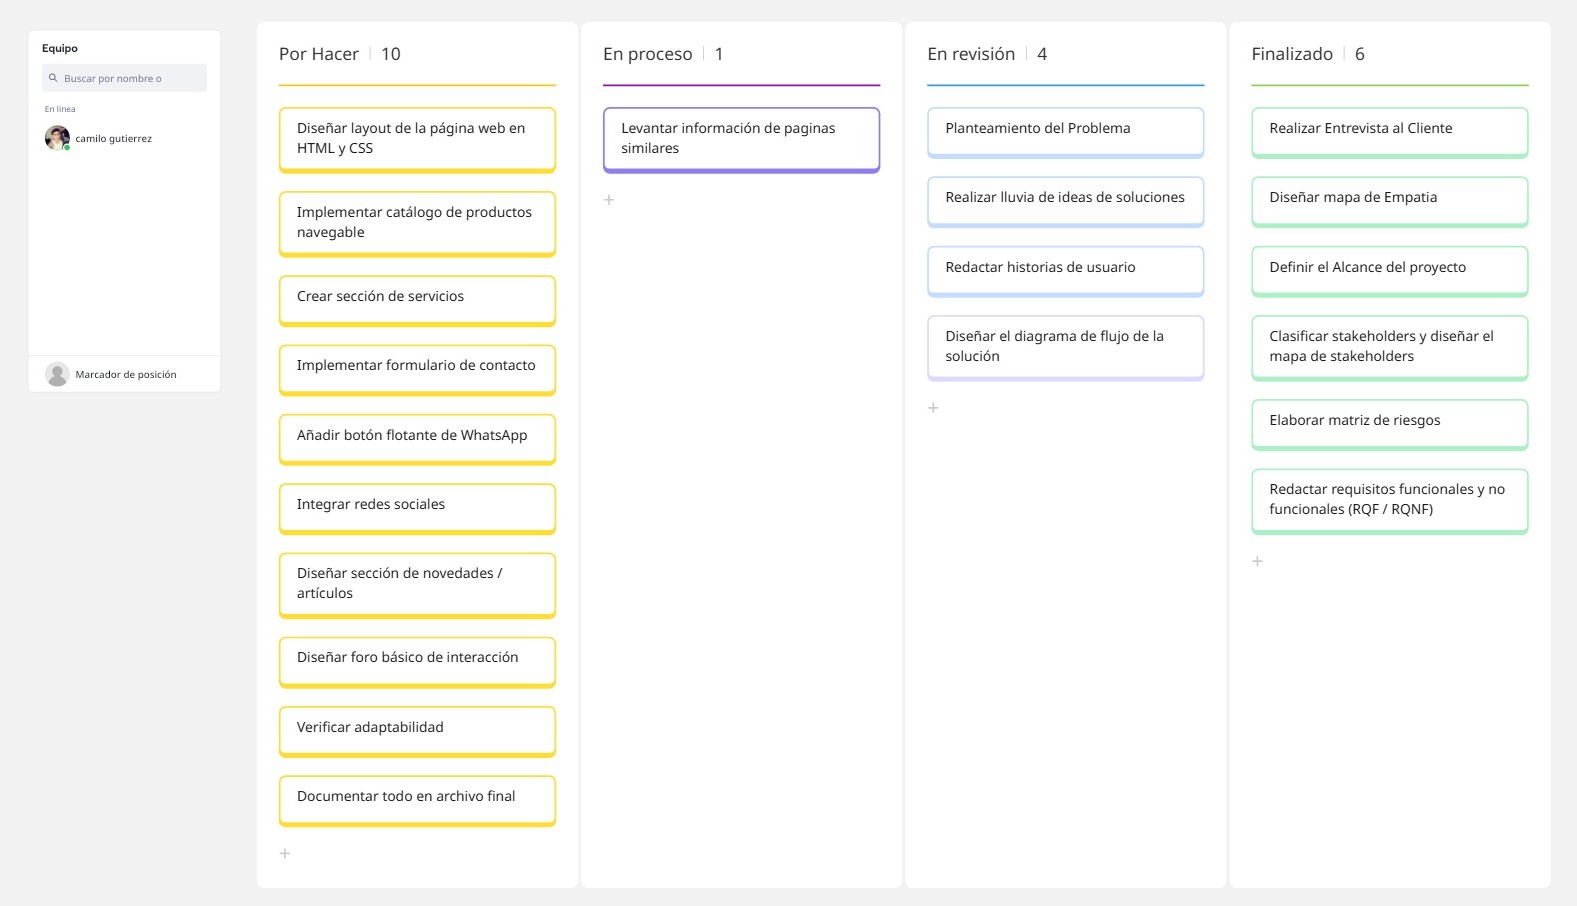 Equipo
Buscar por nombre o
En línea
camilo gutierrez
Marcador de posición
Por Hacer | 10
Diseñar layout de la página web en
HTML y CSS
Implementar catálogo de productos
navegable
Crear sección de servicios
Implementar formulario de contacto
Añadir botón flotante de WhatsApp
Integrar redes sociales
Diseñar sección de novedades /
artículos
Diseñar foro básico de interacción
Verificar adaptabilidad
Documentar todo en archivo final
+
En proceso | 1
Levantar información de paginas
similares
+
En revisión | 4
Planteamiento del Problema
Realizar lluvia de ideas de soluciones
Redactar historias de usuario
Diseñar el diagrama de flujo de la
solución
+
Finalizado | 6
Realizar Entrevista al Cliente
Diseñar mapa de Empatia
Definir el Alcance del proyecto
Clasificar stakeholders y diseñar el
mapa de stakeholders
Elaborar matriz de riesgos
Redactar requisitos funcionales y no
funcionales (RQF / RQNF)
+